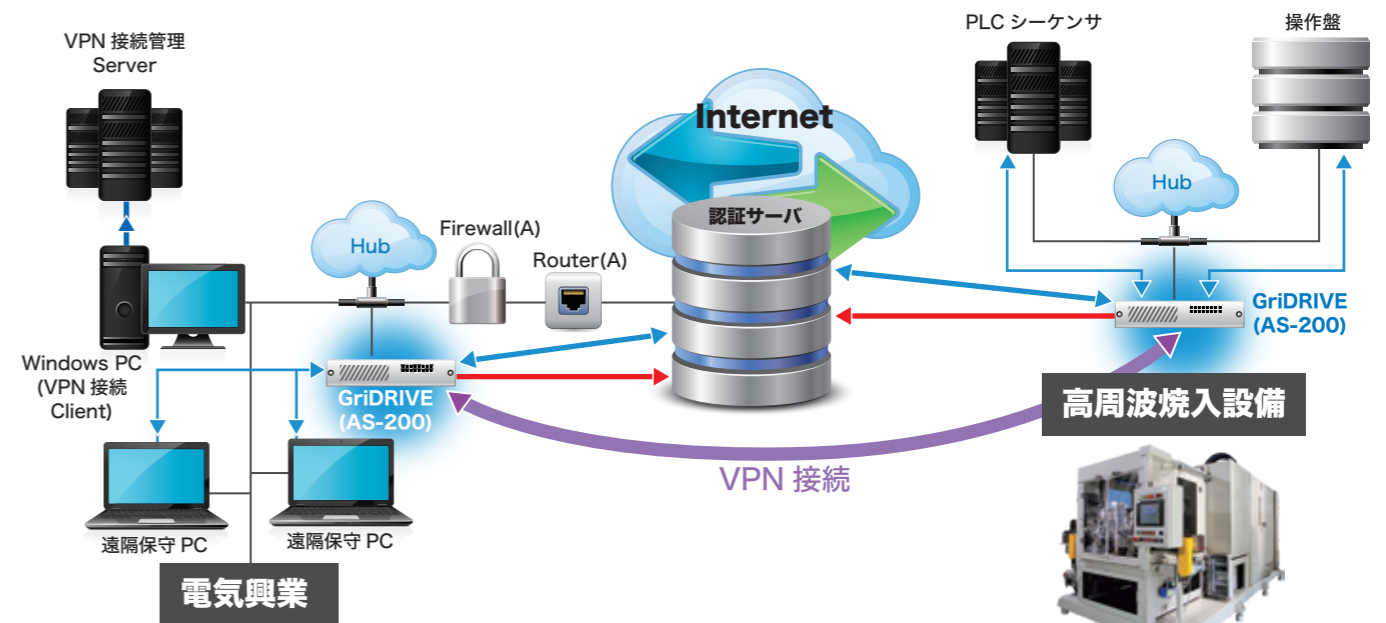 VPN 接続管理
Server
PLC シーケンサ
操作盤
Internet
Hub
認証サーバ
Hub
Firewall(A)
Router(A)
GriDRIVE
(AS-200)
Windows PC
(VPN 接続
Client)
GriDRIVE
(AS-200)
高周波焼入設備
VPN 接続
遠隔保守 PC
遠隔保守 PC
電気興業